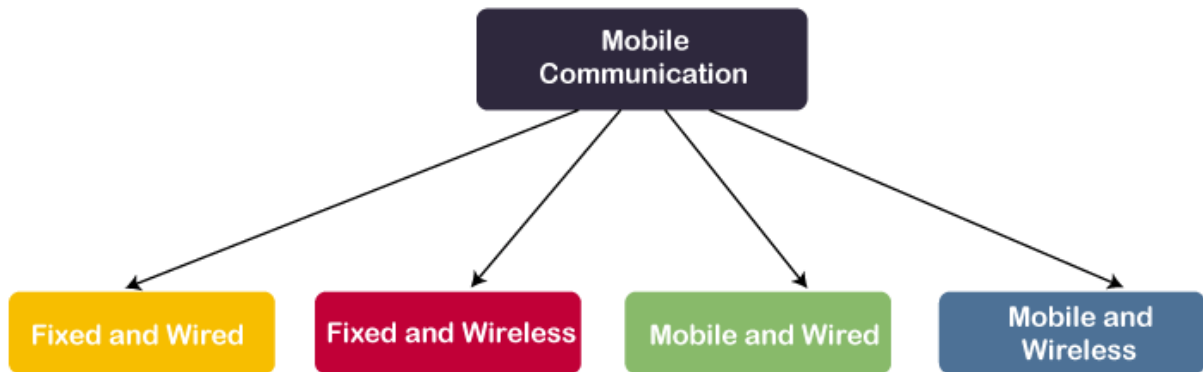 Mobile
Communication
Fixed and Wired
Fixed and Wireless
Mobile and Wired
Mobile and
Wireless